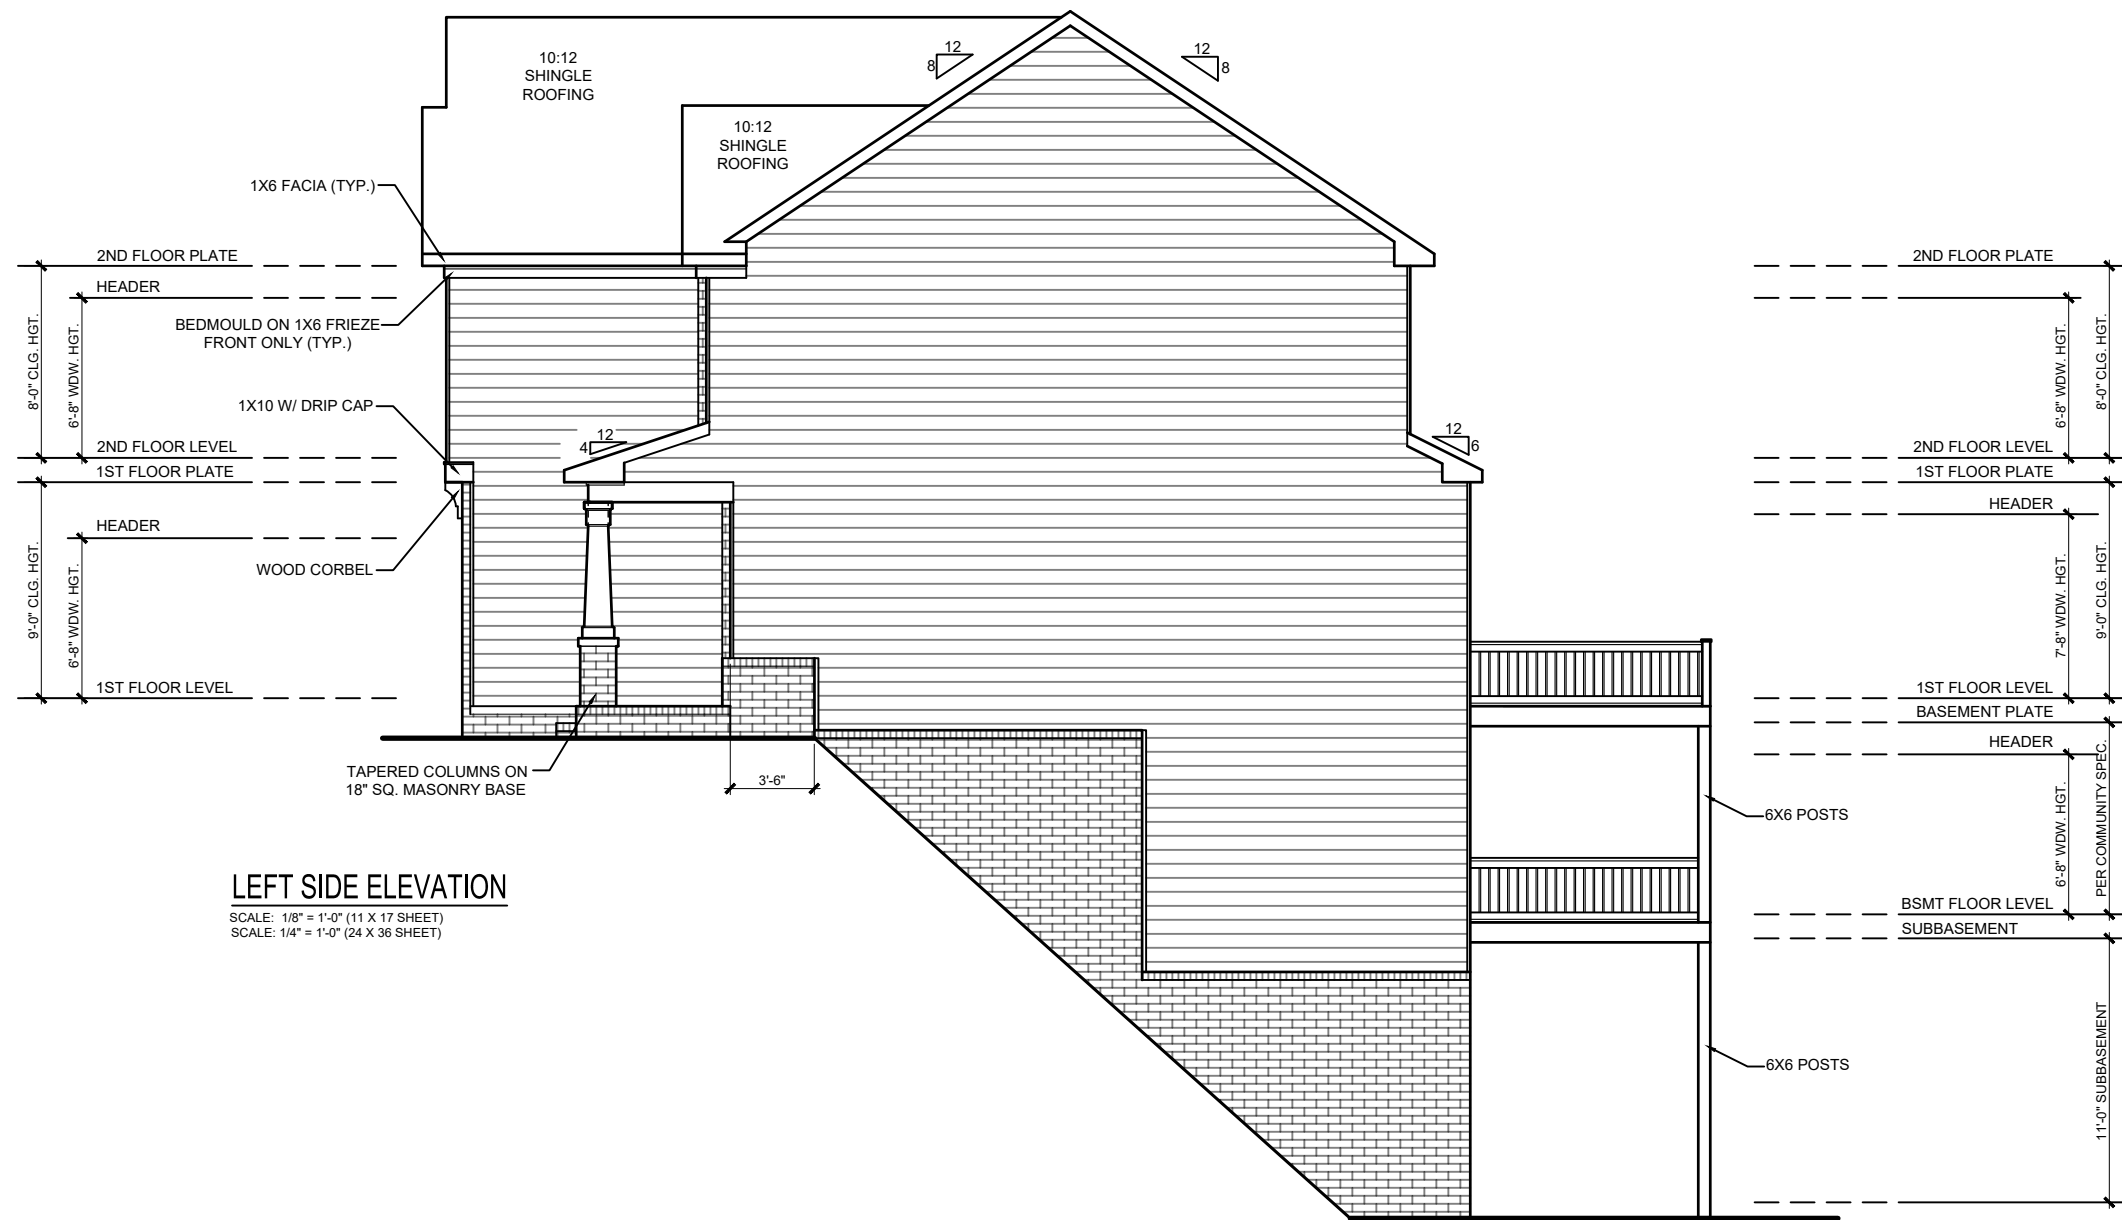 12
8
12
8
10:12
SHINGLE
ROOFING
10:12
SHINGLE
ROOFING
1X6 FACIA (TYP.)
2ND FLOOR PLATE
HEADER
BEDMOULD ON 1X6 FRIEZE
FRONT ONLY (TYP.)
8'-0" CLG. HGT.
6'-8" WDW. HGT.
1X10 W/ DRIP CAP
2ND FLOOR LEVEL
1ST FLOOR PLATE
12
4
HEADER
WOOD CORBEL
9'-0" CLG. HGT.
6'-8" WDW. HGT.
1ST FLOOR LEVEL
TAPERED COLUMNS ON
18" SQ. MASONRY BASE
3'-6"
LEFT SIDE ELEVATION
SCALE: 1/8" = 1'-0" (11 X 17 SHEET)
SCALE: 1/4" = 1'-0" (24 X 36 SHEET)
2ND FLOOR PLATE
6'-8" WDW. HGT.
8'-0" CLG. HGT.
12
6
2ND FLOOR LEVEL
1ST FLOOR PLATE
HEADER
7'-8" WDW. HGT.
9'-0" CLG. HGT.
1ST FLOOR LEVEL
BASEMENT PLATE
HEADER
6X6 POSTS
6'-8" WDW. HGT.
PER COMMUNITY SPEC.
BSMT FLOOR LEVEL
SUBBASEMENT
6X6 POSTS
11'-0" SUBBASEMENT